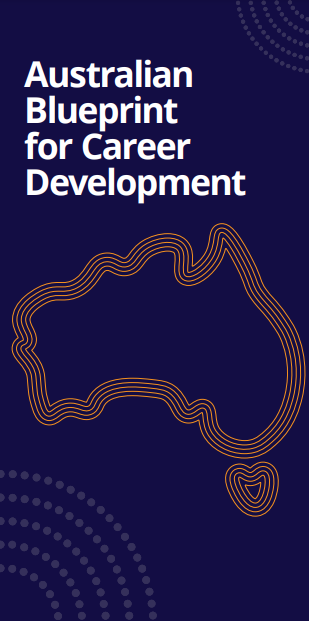 Australian
Blueprint
for Career
Development